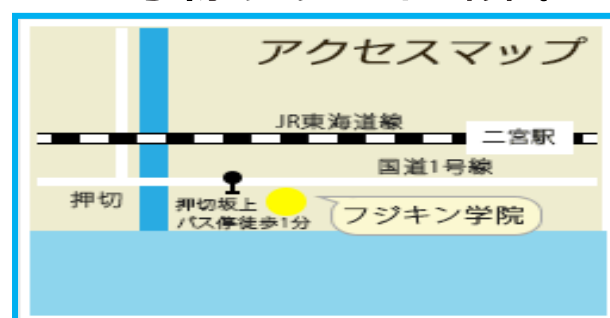 アクセスマップ
JR東海道線
二宮駅
国道1号線
押切
押切坂上
バス停徒歩1分
フジキン学院